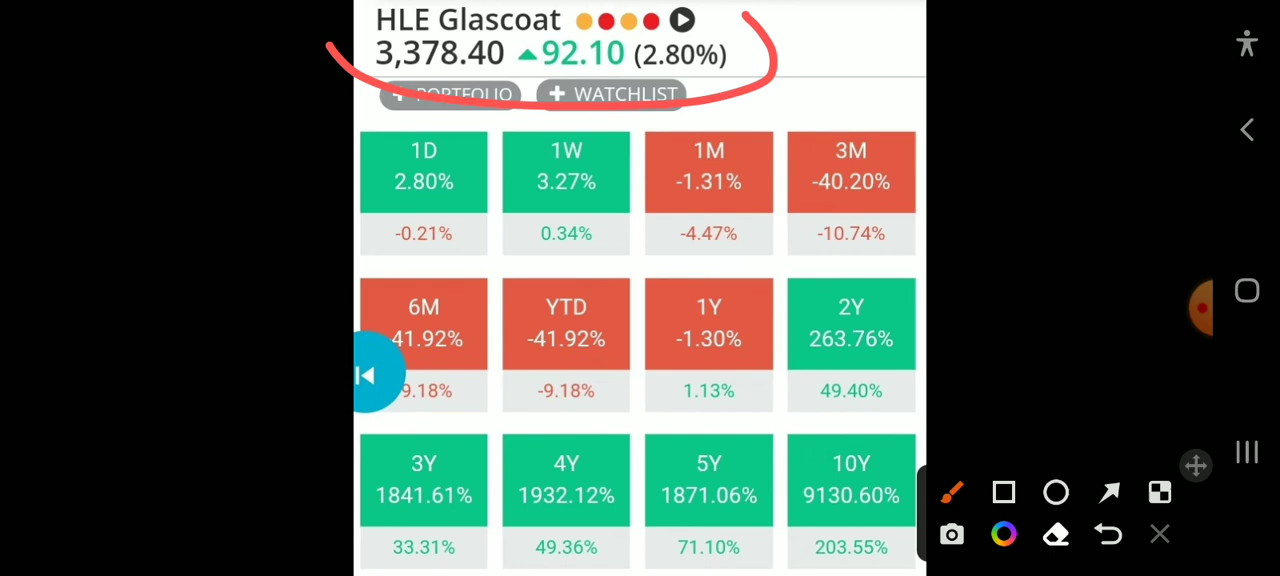 HLE Glascoat
3,378.40 ▲92.10 (2.80%)
+ PORTFOLIO + WATCHLIST
1D 1W 1M 3M
2.80% 3.27% -1.31% -40.20%
-0.21% 0.34% -4.47% -10.74%
6M YTD 1Y 2Y
41.92% -41.92% -1.30% 263.76%
9.18% -9.18% 1.13% 49.40%
3Y 4Y 5Y 10Y
1841.61% 1932.12% 1871.06% 9130.60%
33.31% 49.36% 71.10% 203.55%